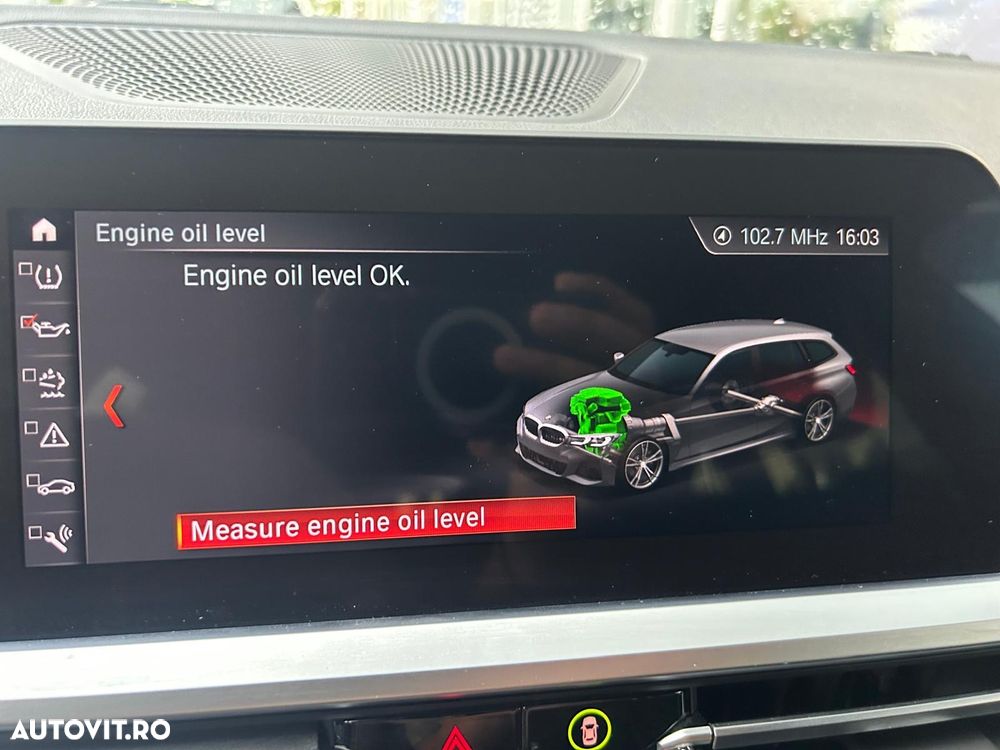 Engine oil level
102.7 MHz 16:03
Engine oil level OK.
Measure engine oil level
AUTOVIT.RO